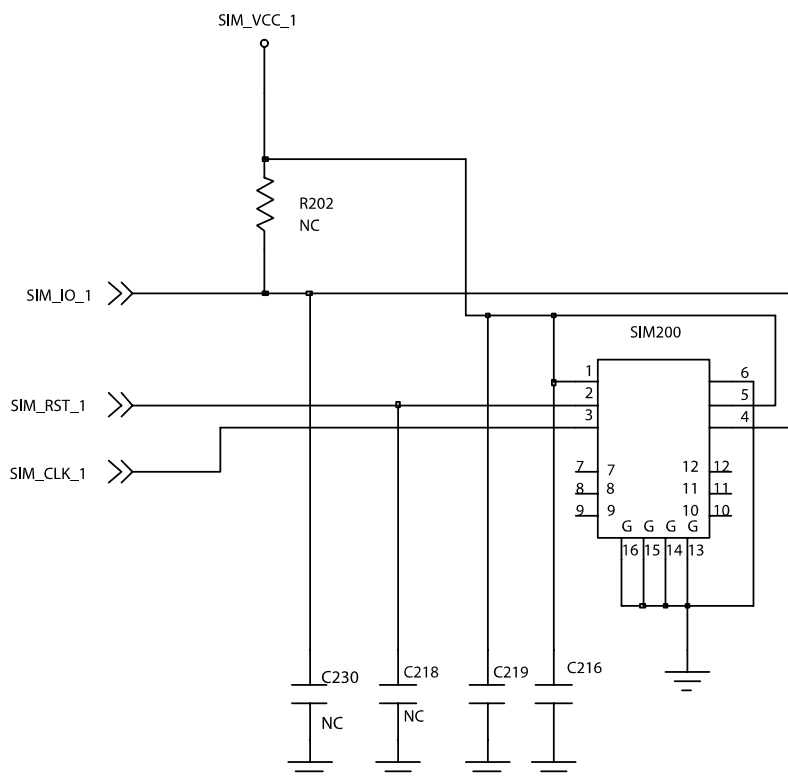 SIM_VCC_1
R202
NC
SIM_IO_1
SIM200
1
6
SIM_RST_1
2
5
3
4
SIM_CLK_1
7
7
12
12
8
8
11
11
9
9
10
10
G
G
G
G
16
15
14
13
C230
NC
C218
NC
C219
C216